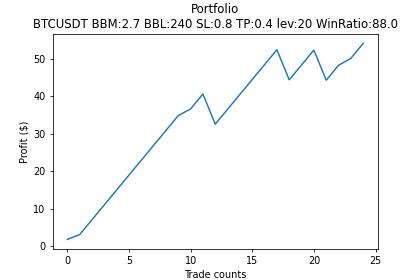 Portfolio
BTCUSDT BBM:2.7 BBL:240 SL:0.8 TP:0.4 lev:20 WinRatio:88.0
Profit ($)
50
40
30
20
10
0
0 5 10 15 20 25
Trade counts